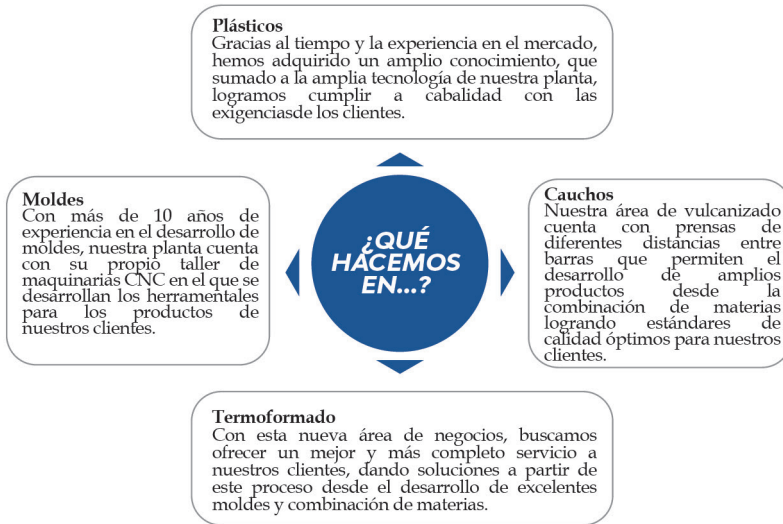 Plásticos
Gracias al tiempo y la experiencia en el mercado,
hemos adquirido un amplio conocimiento, que
sumado a la amplia tecnología de nuestra planta,
logramos cumplir a cabalidad con las
exigenciasde los clientes.
Moldes
Con más de 10 años de
experiencia en el desarrollo de
moldes, nuestra planta cuenta
con su propio taller de
maquinarias CNC en el que se
desarrollan los herramentales
para los productos de
nuestros clientes.
¿QUÉ
HACEMOS
EN...?
Cauchos
Nuestra área de vulcanizado
cuenta con prensas de
diferentes distancias entre
barras que permiten el
desarrollo de amplios
productos desde la
combinación de materias
logrando estándares de
calidad óptimos para nuestros
clientes.
Termoformado
Con esta nueva área de negocios, buscamos
ofrecer un mejor y más completo servicio a
nuestros clientes, dando soluciones a partir de
este proceso desde el desarrollo de excelentes
moldes y combinación de materias.